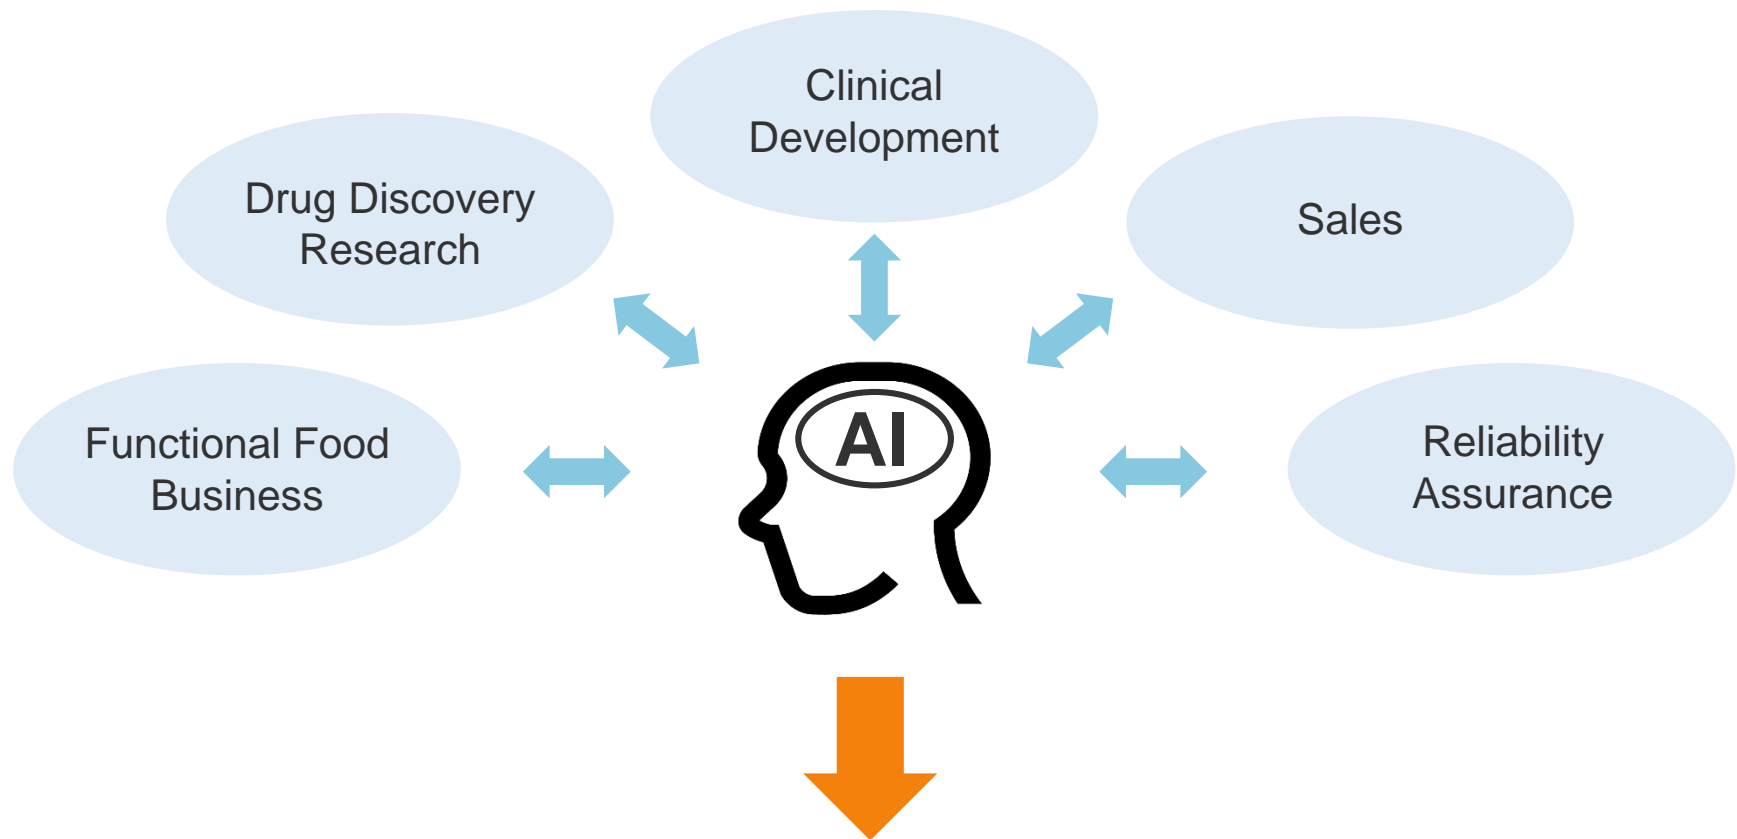 Clinical
Development
Drug Discovery
Research
Sales
Functional Food
Business
AI
Reliability
Assurance